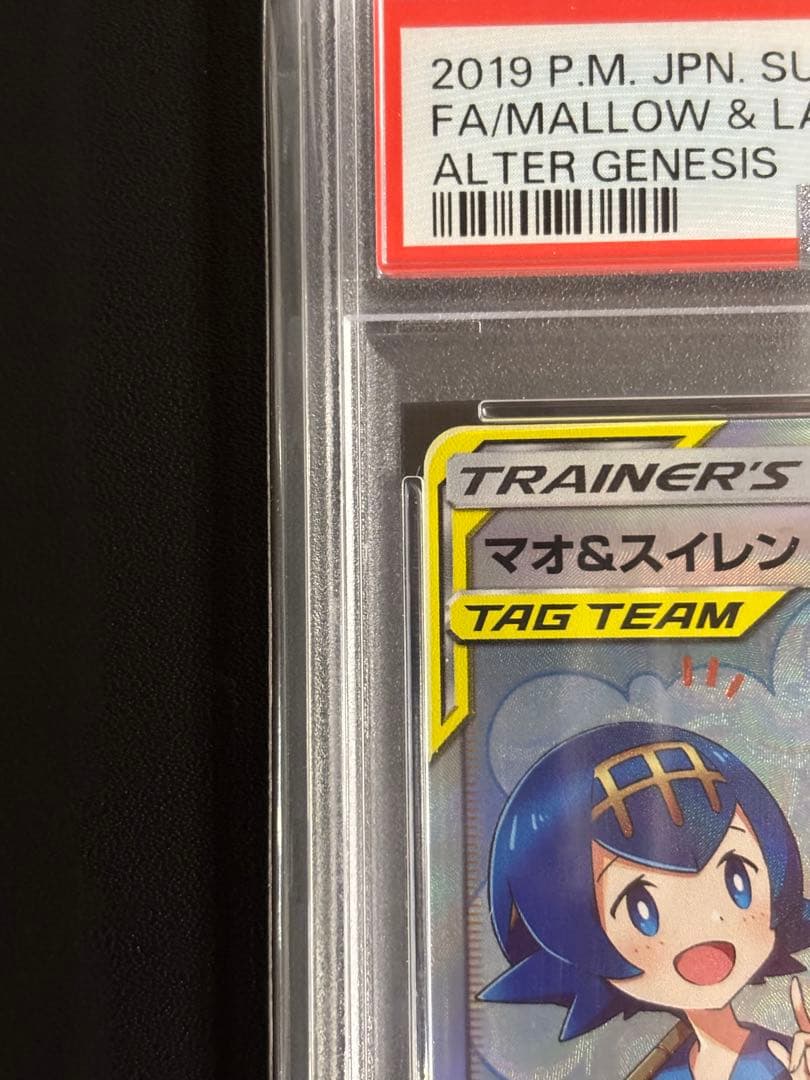 2019 P.M. JPN. SU
FA/MALLOW & LA
ALTER GENESIS
TRAINER'S
マオ&スイレン
TAG TEAM